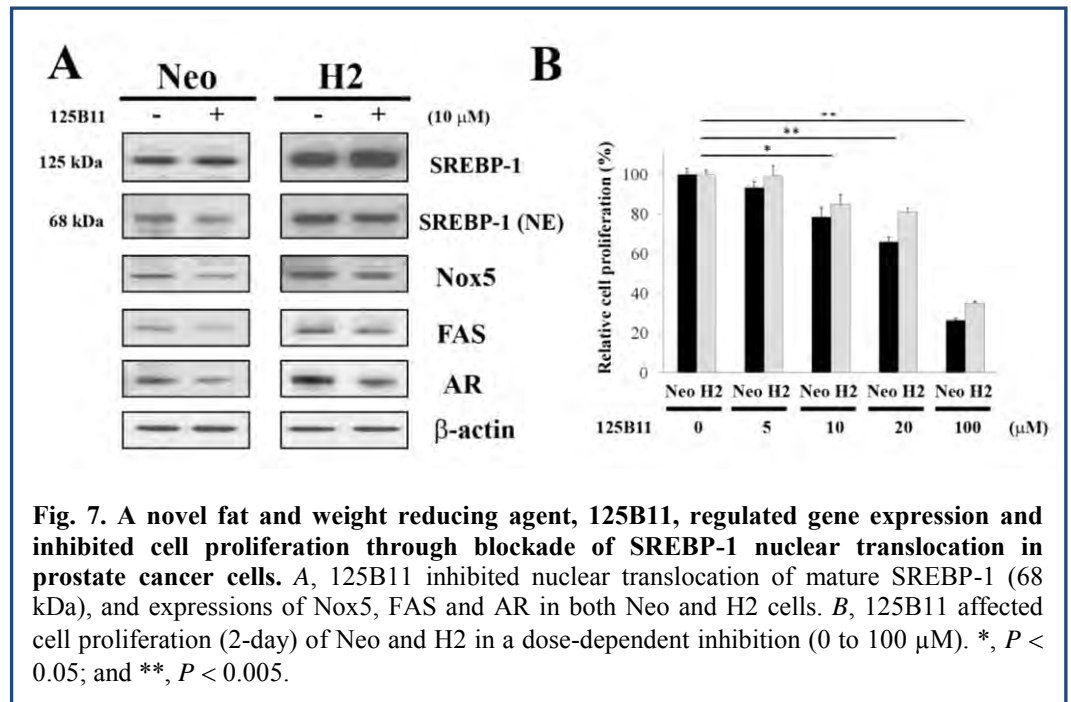 A
B
Neo H2
125B11 - + - + (10 µM)
125 kDa SREBP-1
68 kDa SREBP-1 (NE)
Nox5
FAS
AR
β-actin
** 
**
*
Relative cell proliferation (%)
100
80
60
40
20
0
Neo H2 Neo H2 Neo H2 Neo H2 Neo H2
125B11 0 5 10 20 100 (µM)
Fig. 7. A novel fat and weight reducing agent, 125B11, regulated gene expression and
inhibited cell proliferation through blockade of SREBP-1 nuclear translocation in
prostate cancer cells. A, 125B11 inhibited nuclear translocation of mature SREBP-1 (68
kDa), and expressions of Nox5, FAS and AR in both Neo and H2 cells. B, 125B11 affected
cell proliferation (2-day) of Neo and H2 in a dose-dependent inhibition (0 to 100 µM). *, P <
0.05; and **, P < 0.005.